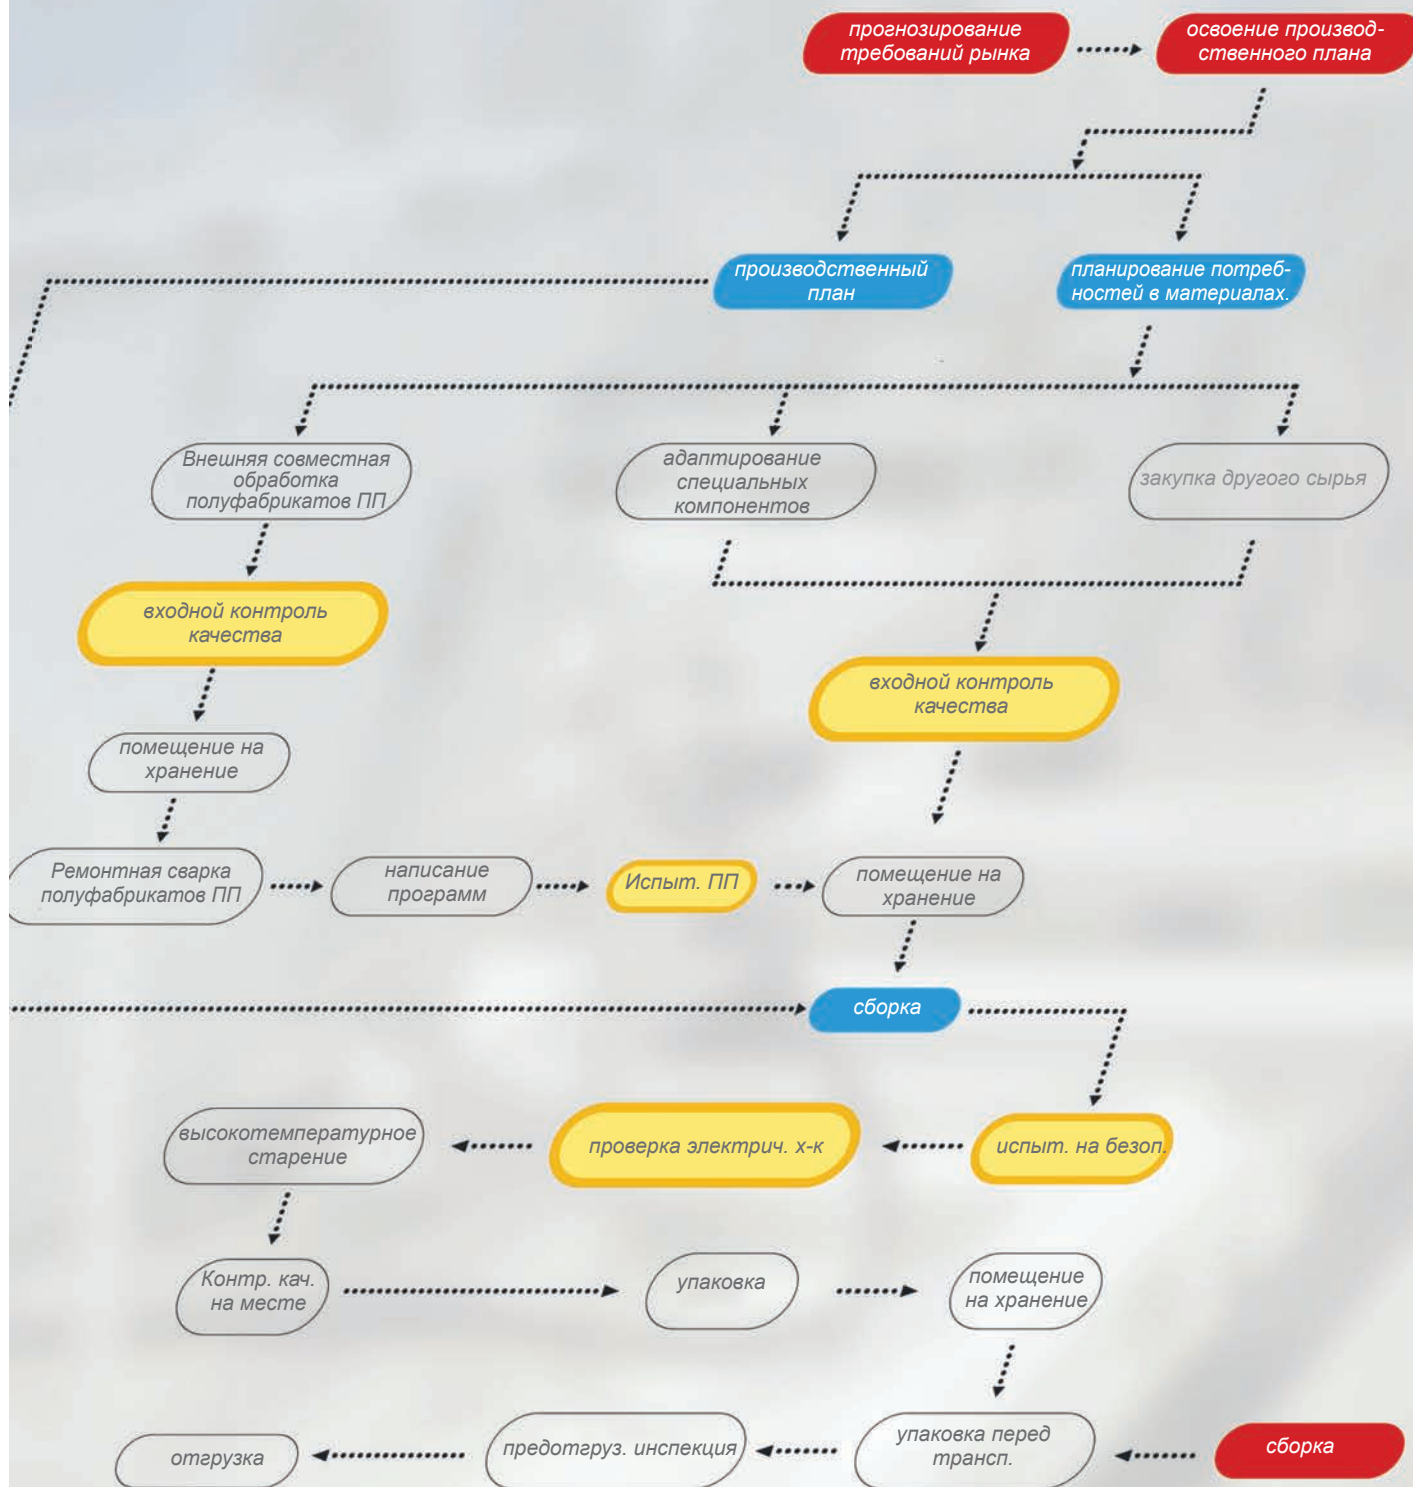 прогнозирование
требований рынка
освоение производ-
ственного плана
производственный
план
планирование потреб-
ностей в материалах.
Внешняя совместная
обработка
полуфабрикатов ПП
адаптирование
специальных
компонентов
закупка другого сырья
входной контроль
качества
входной контроль
качества
помещение на
хранение
Ремонтная сварка
полуфабрикатов ПП
написание
программ
Испыт. ПП
помещение на
хранение
сборка
высокотемпературное
старение
проверка электрич. х-к
испыт. на безоп.
Контр. кач.
на месте
упаковка
помещение
на хранение
отгрузка
предотгруз. инспекция
упаковка перед
трансп.
сборка